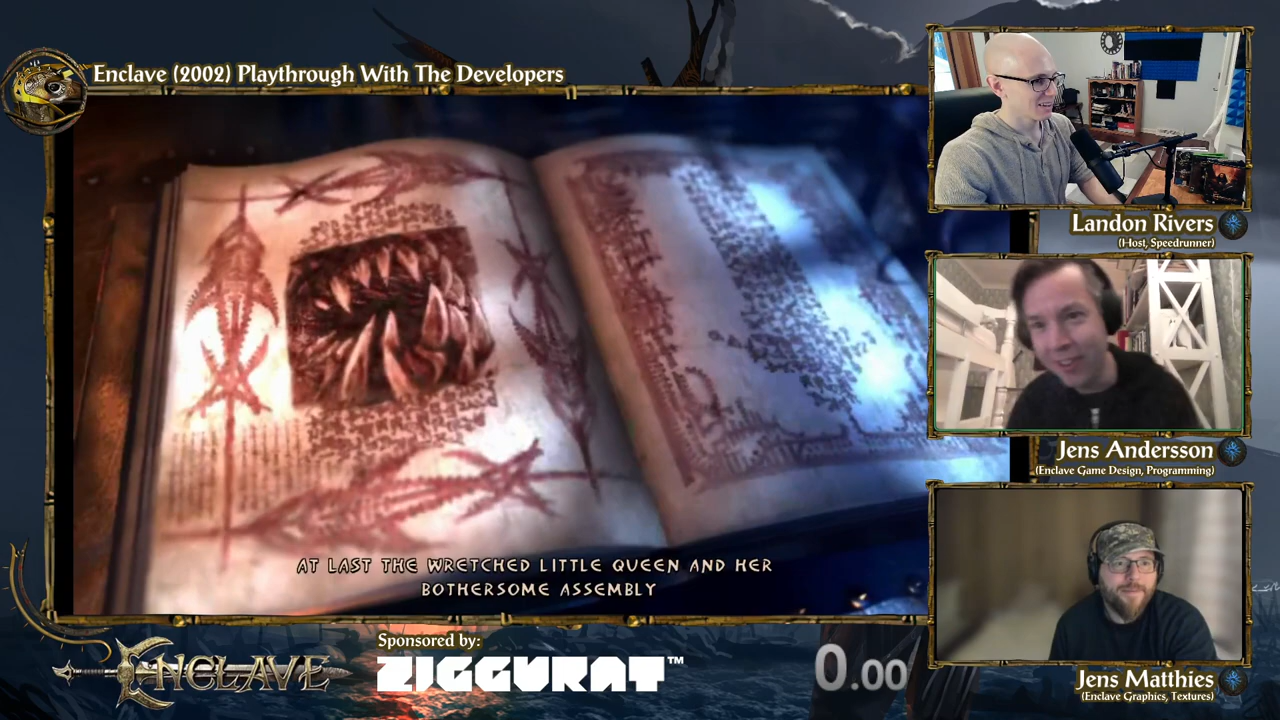 Enclave (2002) Playthrough With The Developers
Landon Rivers
(Host, Speedrunner)
Jens Andersson
(Enclave Game Design, Programming)
AT LAST THE WRETCHED LITTLE QUEEN AND HER
BOTHERSOME ASSEMBLY
Sponsored by:
ENCLAVE
ZIGGURAT™
0.00
Jens Matthies
(Enclave Graphics, Textures)